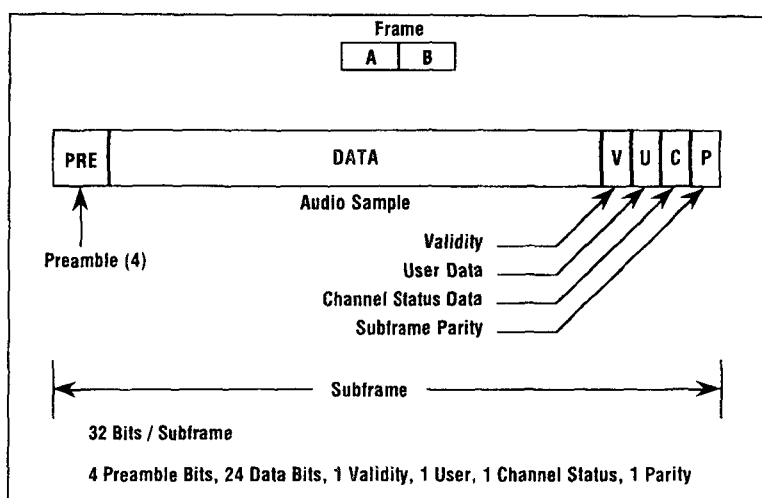 Frame
A B
PRE DATA V U C P
Audio Sample
Validity
Preamble (4)
User Data
Channel Status Data
Subframe Parity
Subframe
32 Bits / Subframe
4 Preamble Bits, 24 Data Bits, 1 Validity, 1 User, 1 Channel Status, 1 Parity